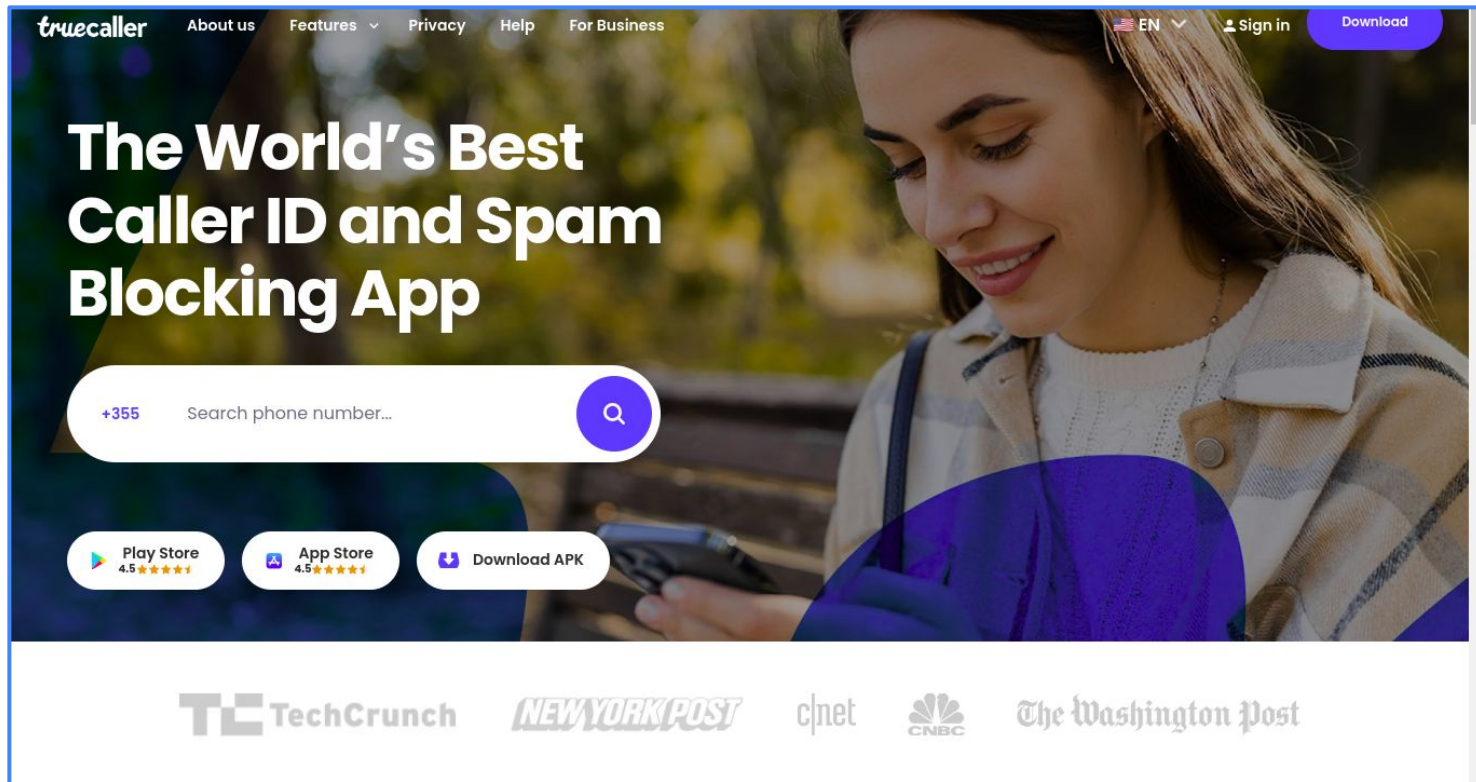 truecaller About us Features Privacy Help For Business EN Sign in Download
The World’s Best
Caller ID and Spam
Blocking App
+355 Search phone number...
Play Store App Store Download APK
4.5 4.5
TechCrunch NEW YORK POST c|net CNBC The Washington Post